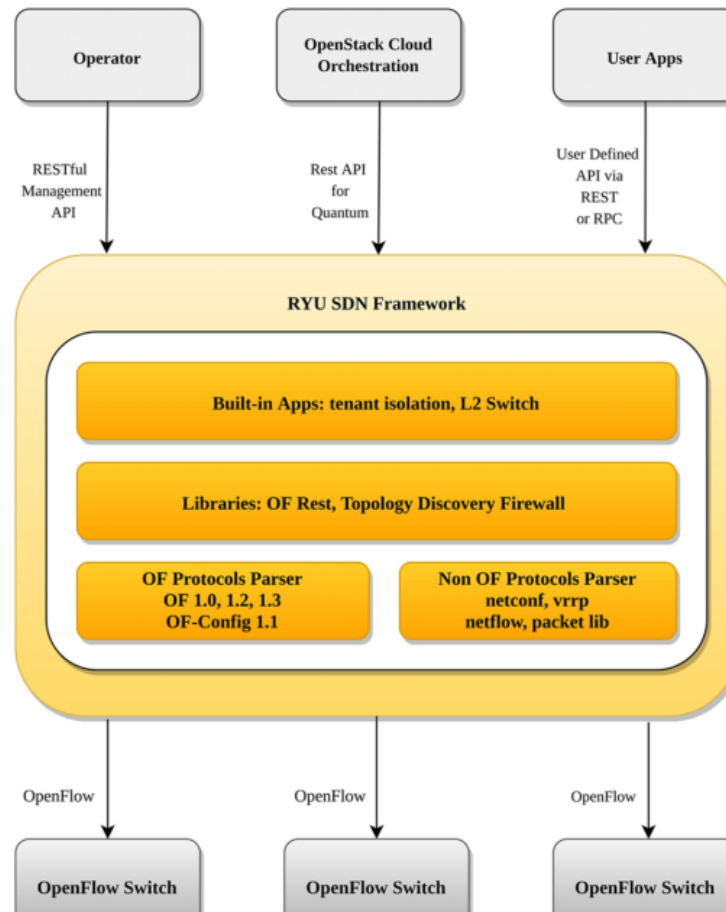 Operator
OpenStack Cloud
Orchestration
User Apps
RESTful
Management
API
Rest API
for
Quantum
User Defined
API via
REST
or RPC
RYU SDN Framework
Built-in Apps: tenant isolation, L2 Switch
Libraries: OF Rest, Topology Discovery Firewall
OF Protocols Parser
OF 1.0, 1.2, 1.3
OF-Config 1.1
Non OF Protocols Parser
netconf, vrrp
netflow, packet lib
OpenFlow
OpenFlow
OpenFlow
OpenFlow Switch
OpenFlow Switch
OpenFlow Switch